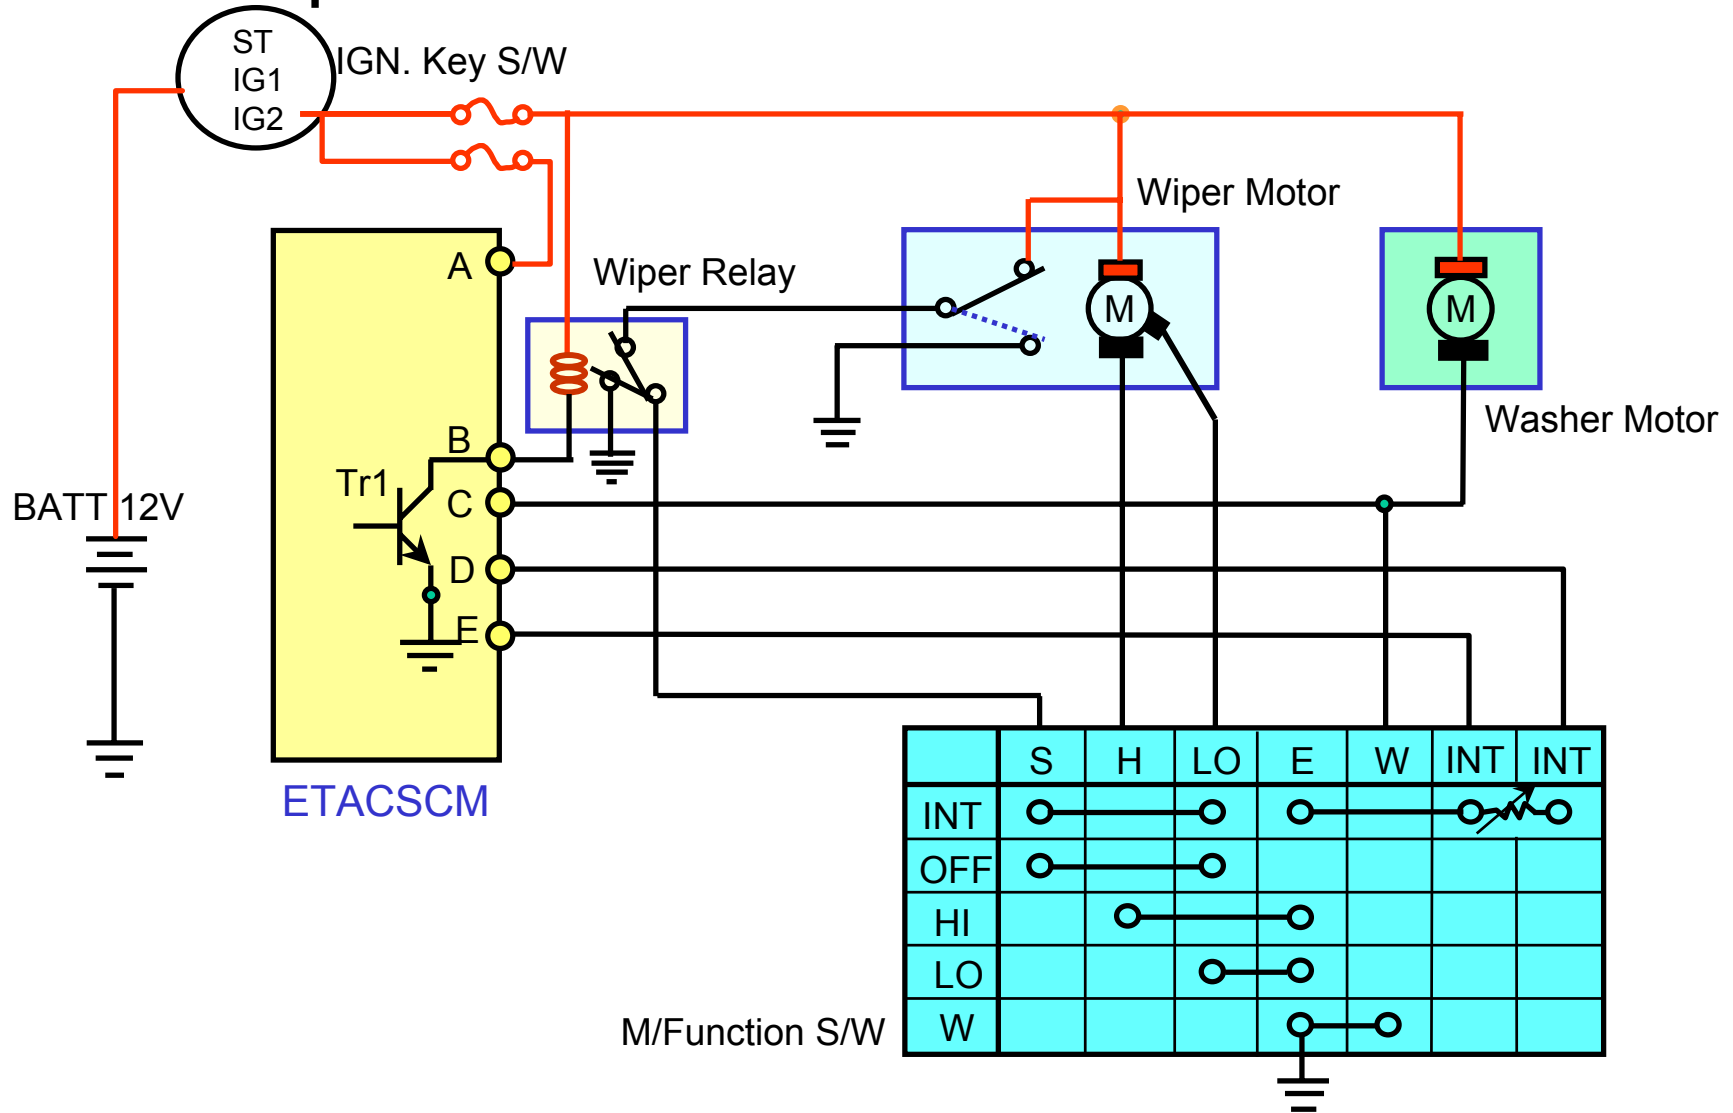 ST
IG1
IG2
IGN. Key S/W
Wiper Motor
A
Wiper Relay
M
M
Washer Motor
B
Tr1
C
BATT 12V
D
E
ETACSCM
S H LO E W INT INT
INT
OFF
HI
LO
W
M/Function S/W